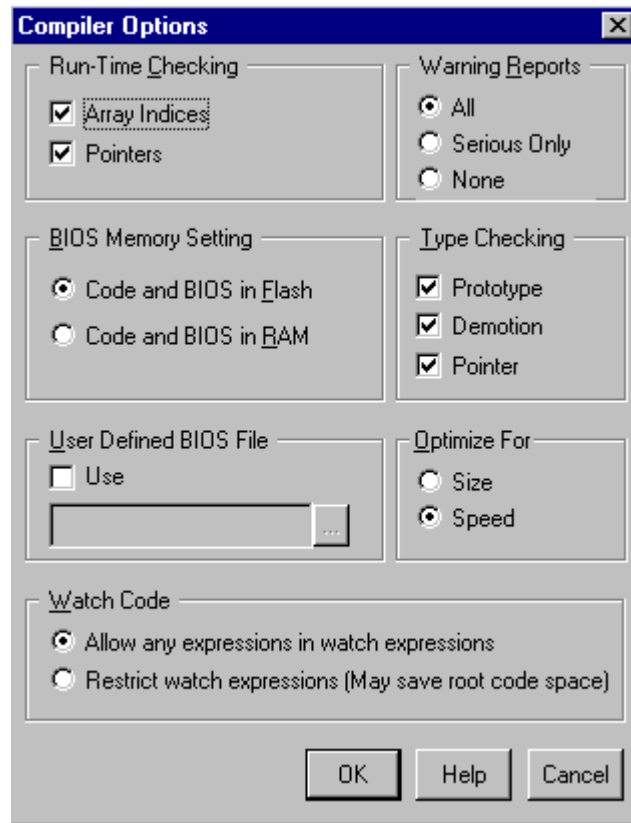 Compiler Options
Run-Time Checking
Array Indices
Pointers
Warning Reports
All
Serious Only
None
BIOS Memory Setting
Code and BIOS in Flash
Code and BIOS in RAM
Type Checking
Prototype
Demotion
Pointer
User Defined BIOS File
Use
...
Optimize For
Size
Speed
Watch Code
Allow any expressions in watch expressions
Restrict watch expressions (May save root code space)
OK Help Cancel